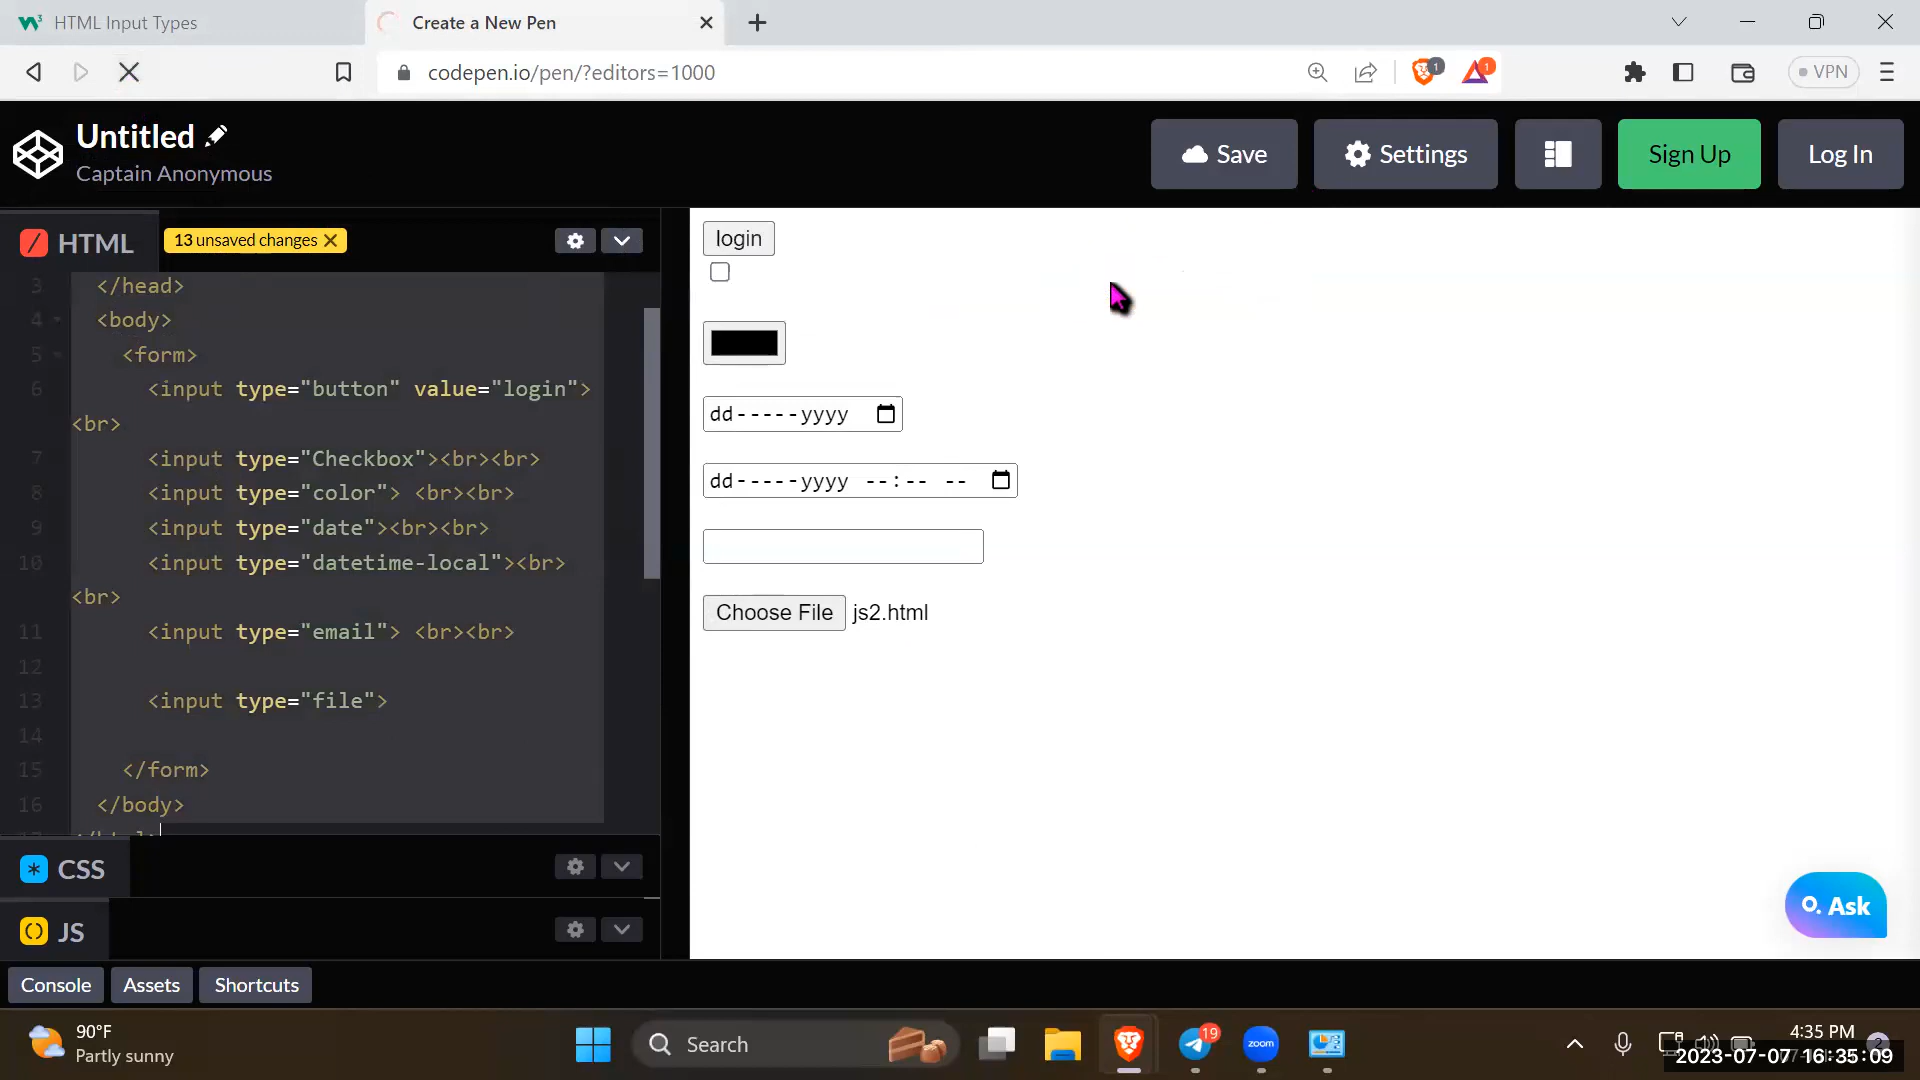 HTML Input Types
Create a New Pen
codepen.io/pen/?editors=1000
1
1
VPN
Untitled
Captain Anonymous
Save
Settings
Sign Up
Log In
HTML
13 unsaved changes
3 </head>
4 <body>
5 <form>
6 <input type="button" value="login">
<br>
7 <input type="Checkbox"><br><br>
8 <input type="color"> <br><br>
9 <input type="date"><br><br>
10 <input type="datetime-local"><br>
<br>
11 <input type="email"> <br><br>
12
13 <input type="file">
14
15 </form>
16 </body>
login
dd-----yyyy
dd-----yyyy --:-- --
Choose File js2.html
CSS
JS
Ask
Console
Assets
Shortcuts
90°F
Partly sunny
Search
19
zoom
4:35 PM
2
2023-07-07 16:35:09